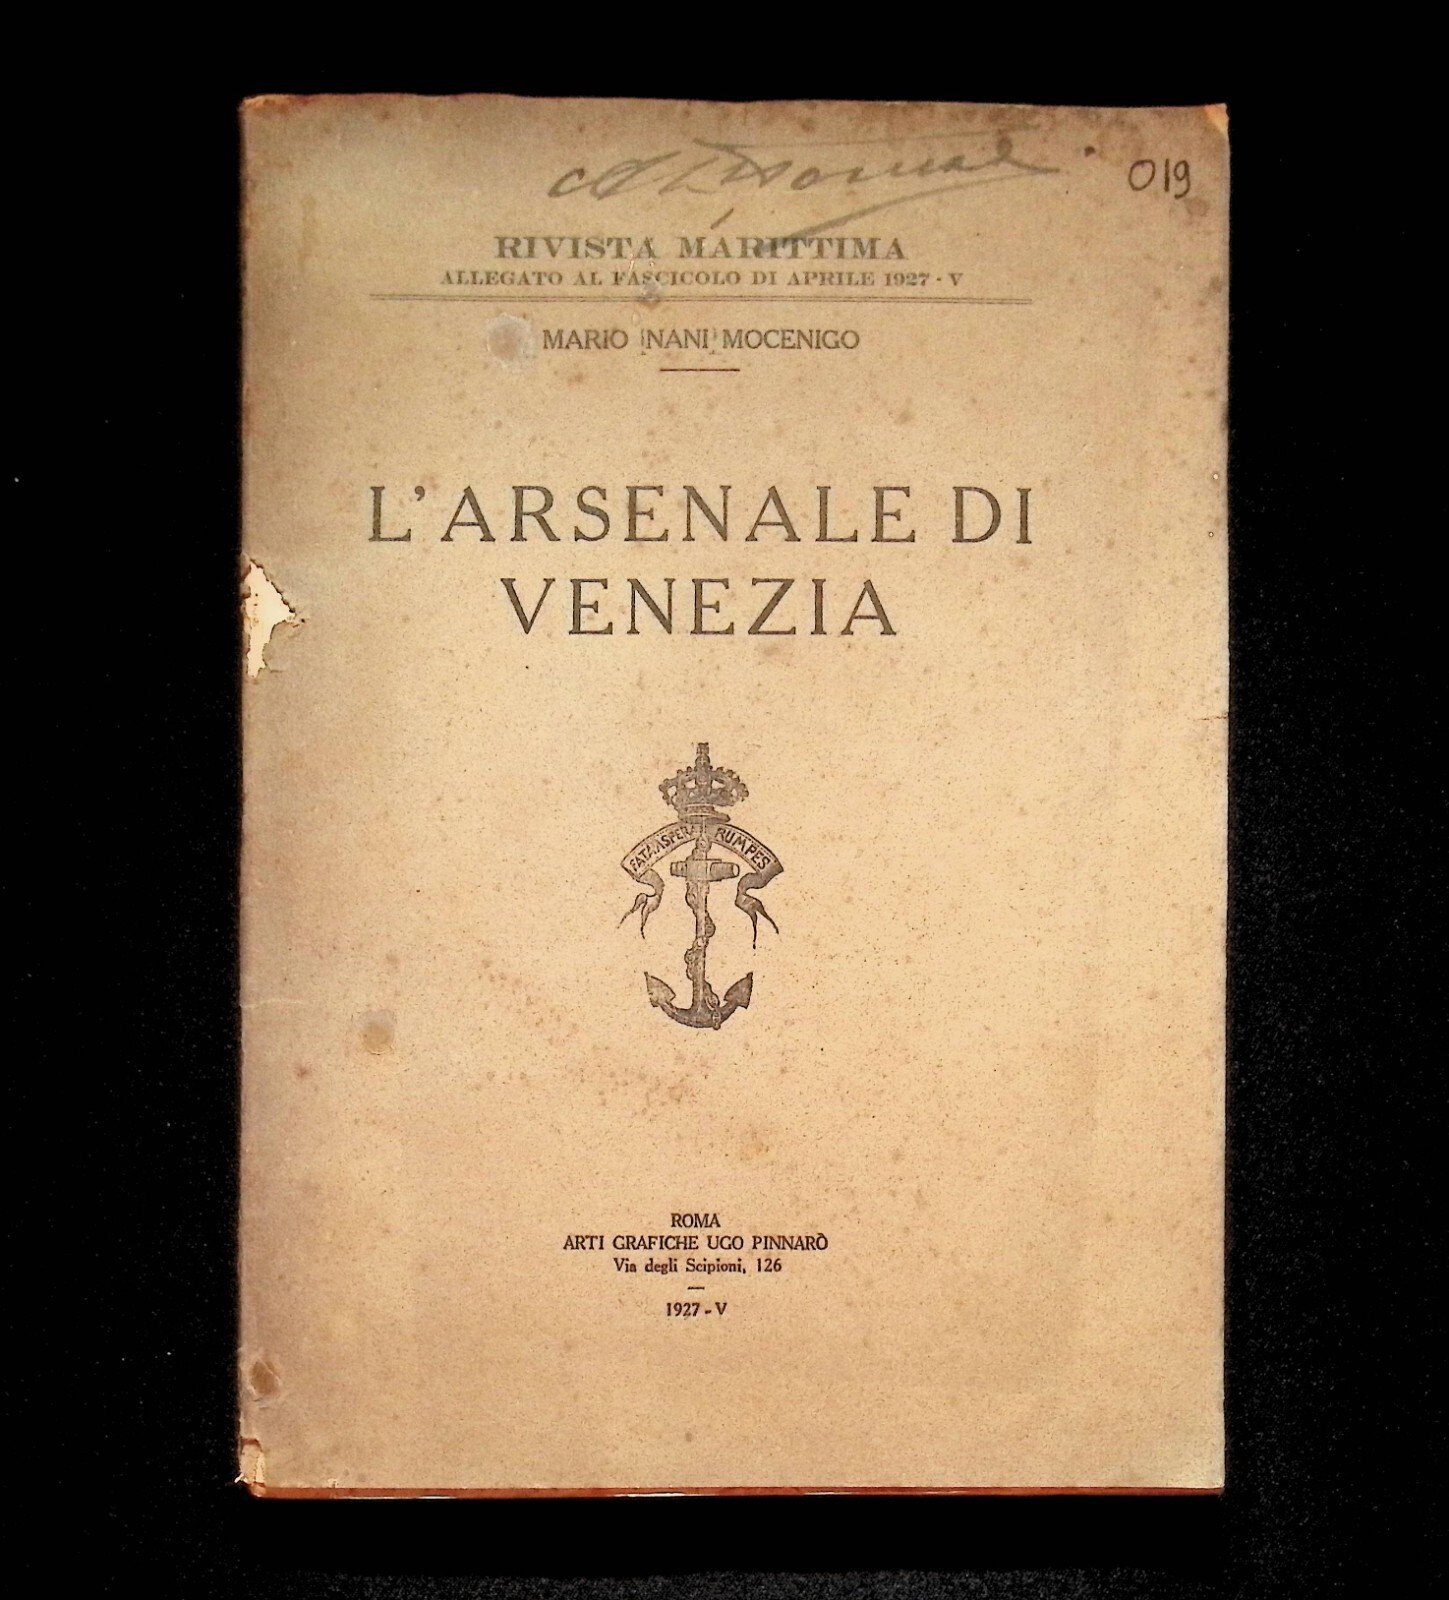 019
RIVISTA MARITTIMA
ALLEGATO AL FASCICOLO DI APRILE 1927 - V
MARIO NANI MOCENIGO
L'ARSENALE DI
VENEZIA
FATA ASPERA RUMPES
ROMA
ARTI GRAFICHE UGO PINNARÒ
Via degli Scipioni, 126
1927 - V